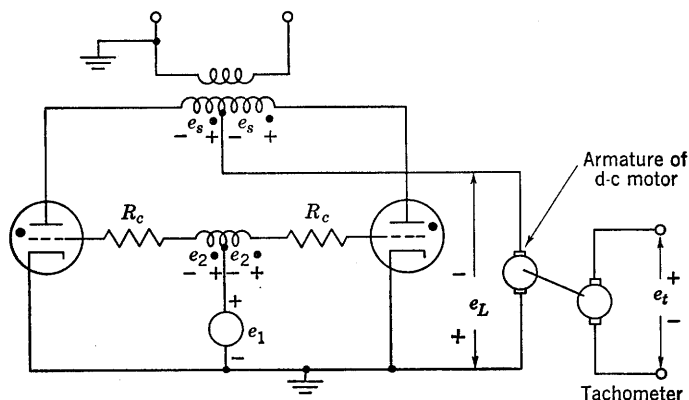 e_s e_s
- + - +
Armature of
d-c motor
R_c R_c
e_2 e_2
- + - +
+
e_1
-
-
e_L
+
+
e_t
-
Tachometer